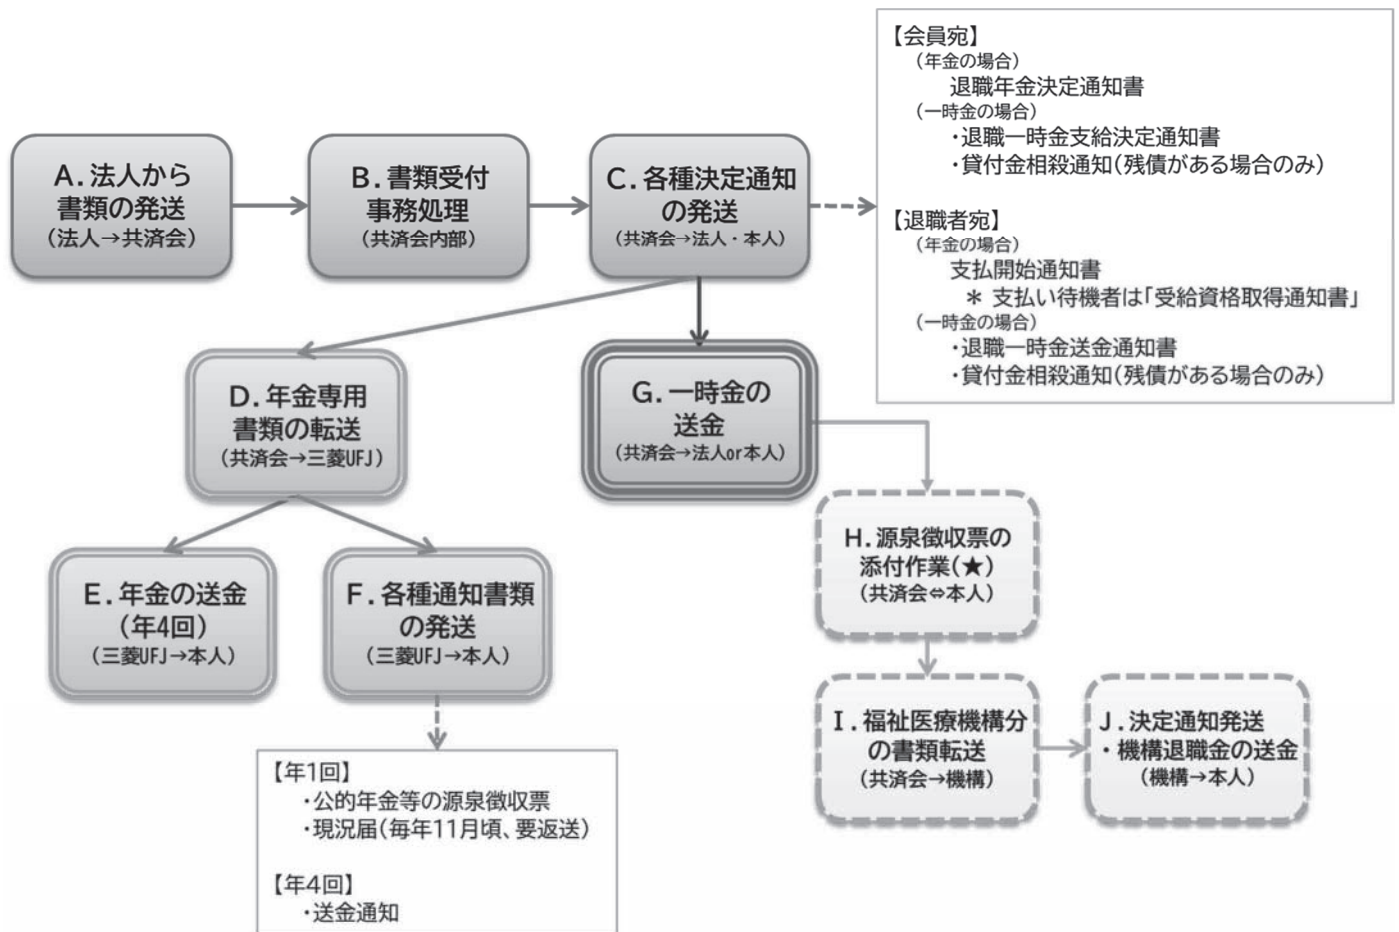 A．法人から
書類の発送
（法人→共済会）
B．書類受付
事務処理
（共済会内部）
C．各種決定通知
の発送
（共済会→法人・本人）
【会員宛】
（年金の場合）
退職年金決定通知書
（一時金の場合）
・退職一時金支給決定通知書
・貸付金相殺通知（残債がある場合のみ）
【退職者宛】
（年金の場合）
支払開始通知書
＊ 支払い待機者は「受給資格取得通知書」
（一時金の場合）
・退職一時金送金通知書
・貸付金相殺通知（残債がある場合のみ）
D．年金専用
書類の転送
（共済会→三菱UFJ）
G．一時金の
送金
（共済会→法人or本人）
E．年金の送金
（年4回）
（三菱UFJ→本人）
F．各種通知書類
の発送
（三菱UFJ→本人）
H．源泉徴収票の
添付作業（★）
（共済会⇔本人）
I．福祉医療機構分
の書類転送
（共済会→機構）
J．決定通知発送
・機構退職金の送金
（機構→本人）
【年1回】
・公的年金等の源泉徴収票
・現況届（毎年11月頃、要返送）
【年4回】
・送金通知